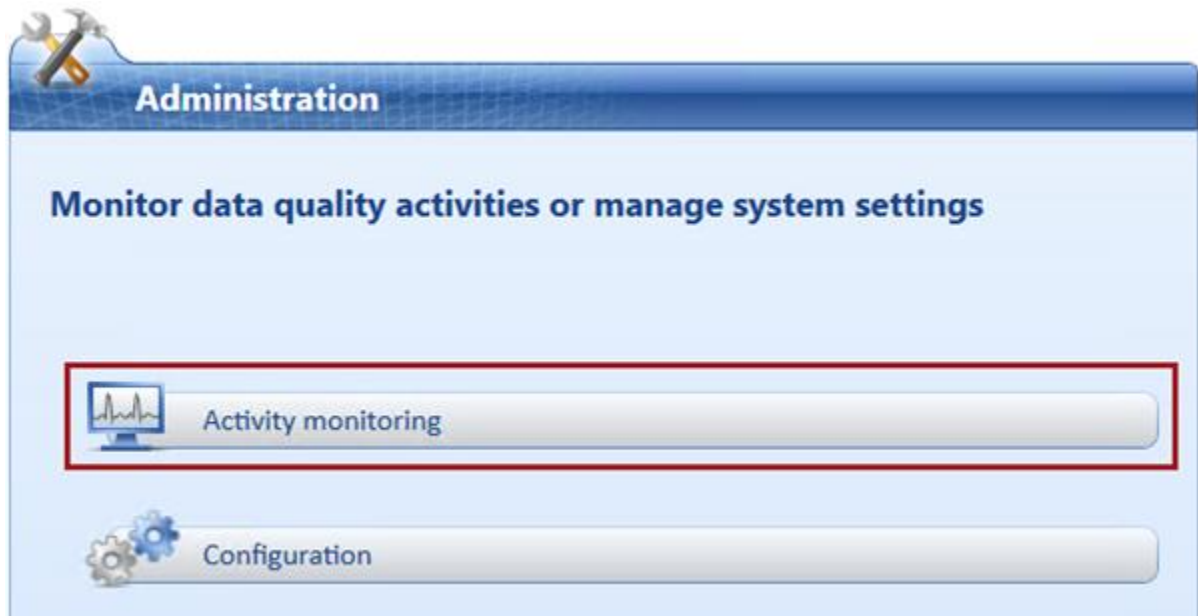 Administration
Monitor data quality activities or manage system settings
Activity monitoring
Configuration